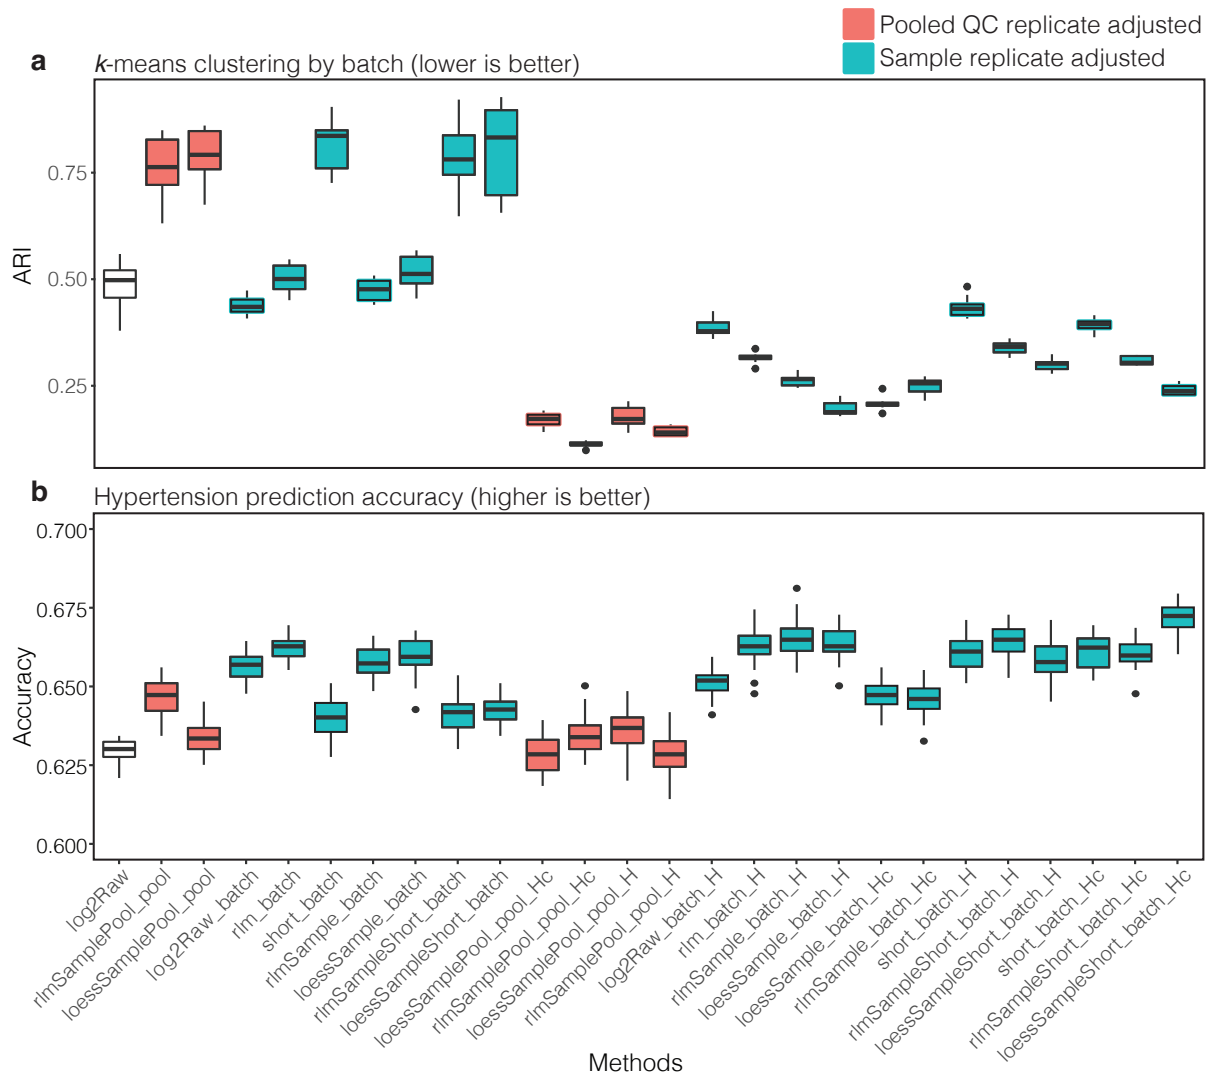 Pooled QC replicate adjusted
Sample replicate adjusted
a
k-means clustering by batch (lower is better)
ARI
0.75
0.50
0.25
b
Hypertension prediction accuracy (higher is better)
Accuracy
0.700
0.675
0.650
0.625
0.600
log2Raw
rlmSamplePool_pool
loessSamplePool_pool
log2Raw_batch
rlm_batch
short_batch
rlmSample_batch
loessSample_batch
rlmSampleShort_batch
loessSampleShort_batch
loessSamplePool_pool_Hc
rlmSamplePool_pool_Hc
loessSamplePool_pool_H
rlmSamplePool_pool_H
log2Raw_batch_H
rlm_batch_H
rlmSample_batch_H
loessSample_batch_H
loessSample_batch_Hc
rlmSample_batch_Hc
short_batch_H
rlmSampleShort_batch_H
loessSampleShort_batch_H
short_batch_Hc
rlmSampleShort_batch_Hc
loessSampleShort_batch_Hc
Methods